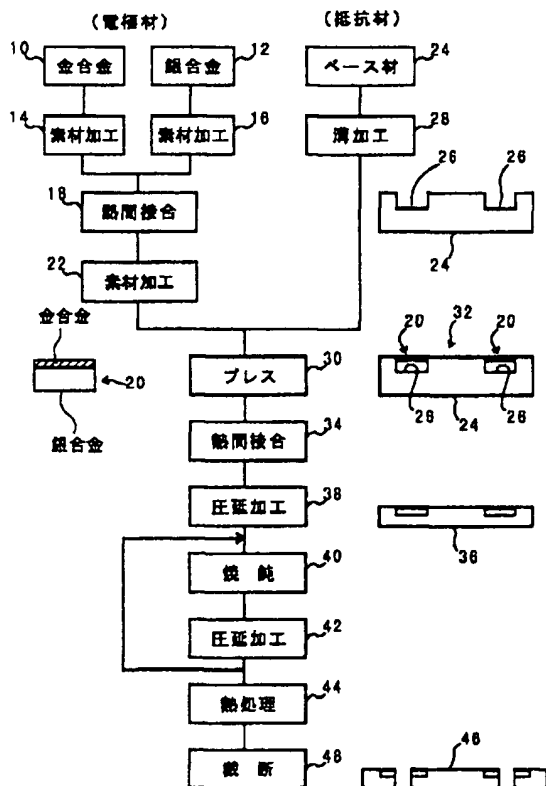 (電極材)
(抵抗材)
10
金合金
12
銀合金
24
ベース材
14
素材加工
16
素材加工
28
溝加工
18
熱間接合
26
26
24
22
素材加工
金合金
20
銀合金
30
プレス
20
32
20
26
24
26
34
熱間接合
38
圧延加工
36
40
焼鈍
42
圧延加工
44
熱処理
48
裁断
46